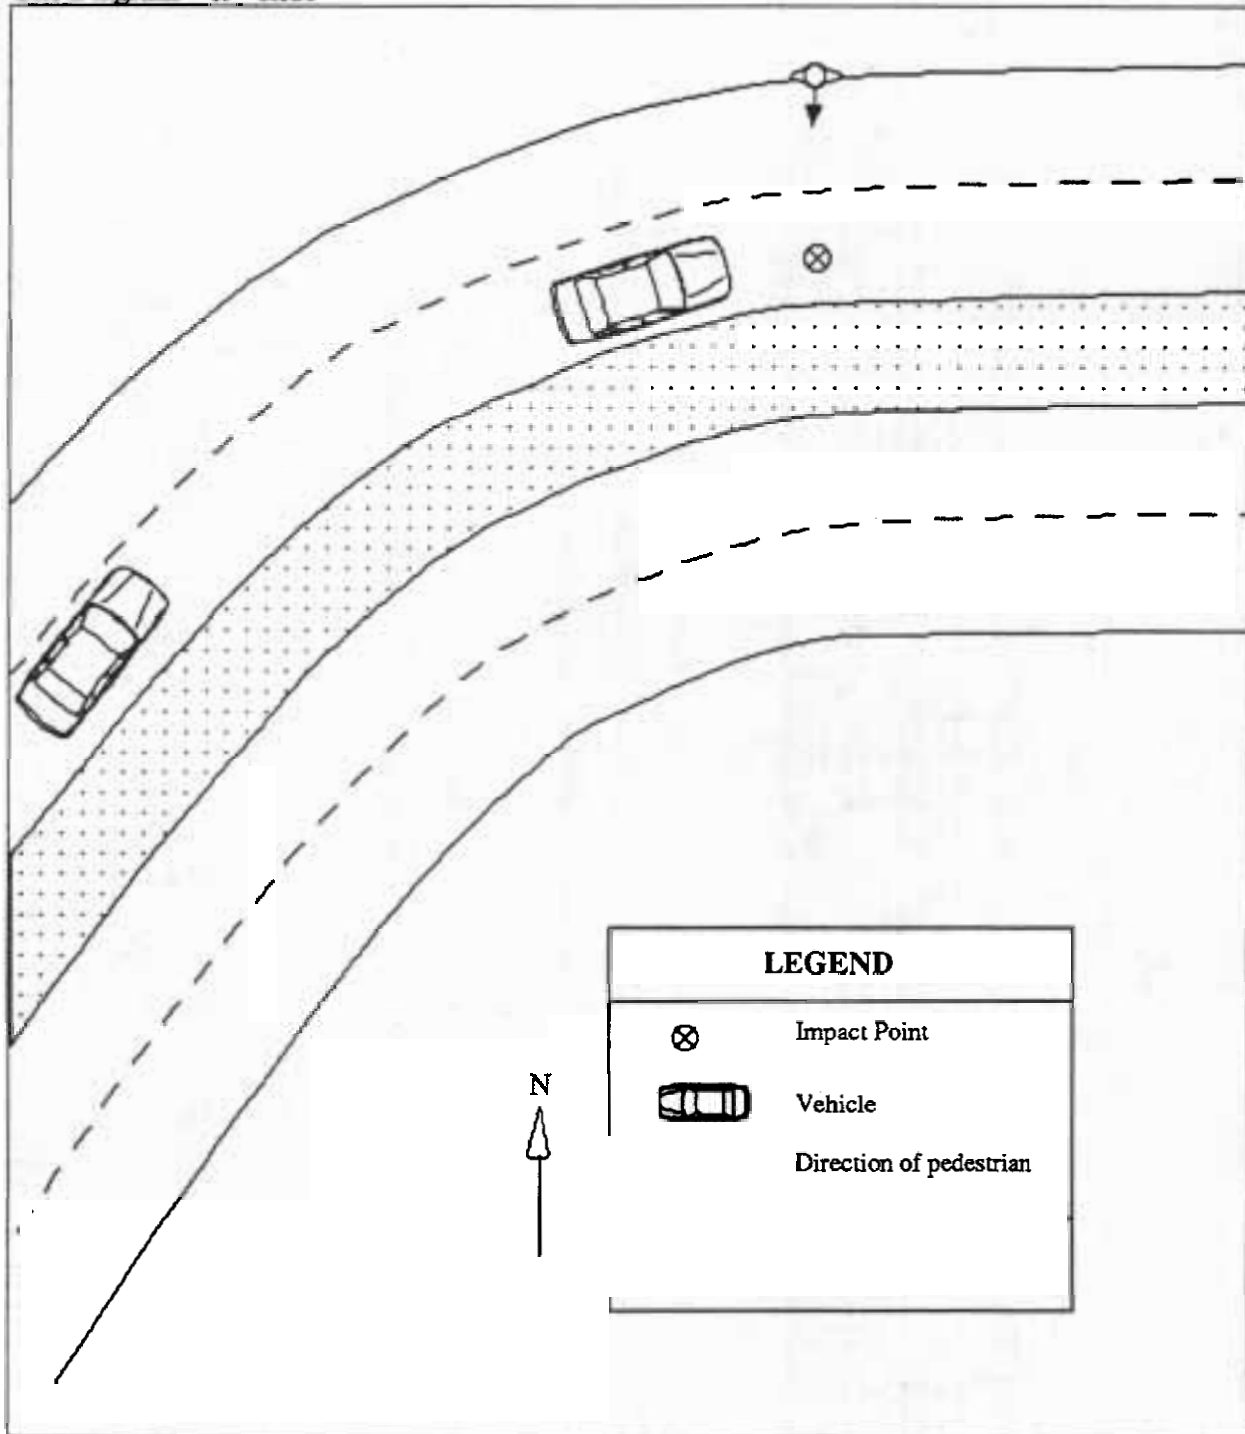 LEGEND
Impact Point
Vehicle
Direction of pedestrian
N